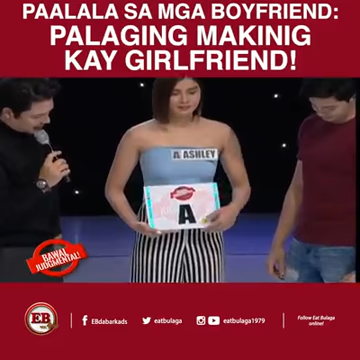 PAALALA SA MGA BOYFRIEND:
PALAGING MAKINIG
KAY GIRLFRIEND!
A ASHLEY
A
BAWAL
JUDGMENTAL!
EB
EBdabarkads
eatbulaga
eatbulaga1979
Follow Eat Bulaga
online!